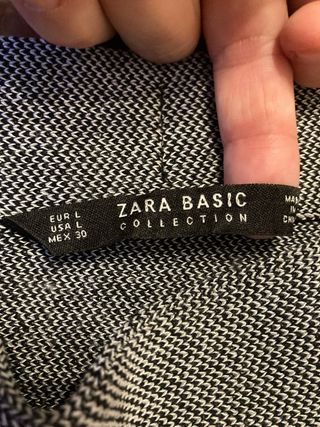 EUR L
USA L
MEX 30
ZARA BASIC
COLLECTION